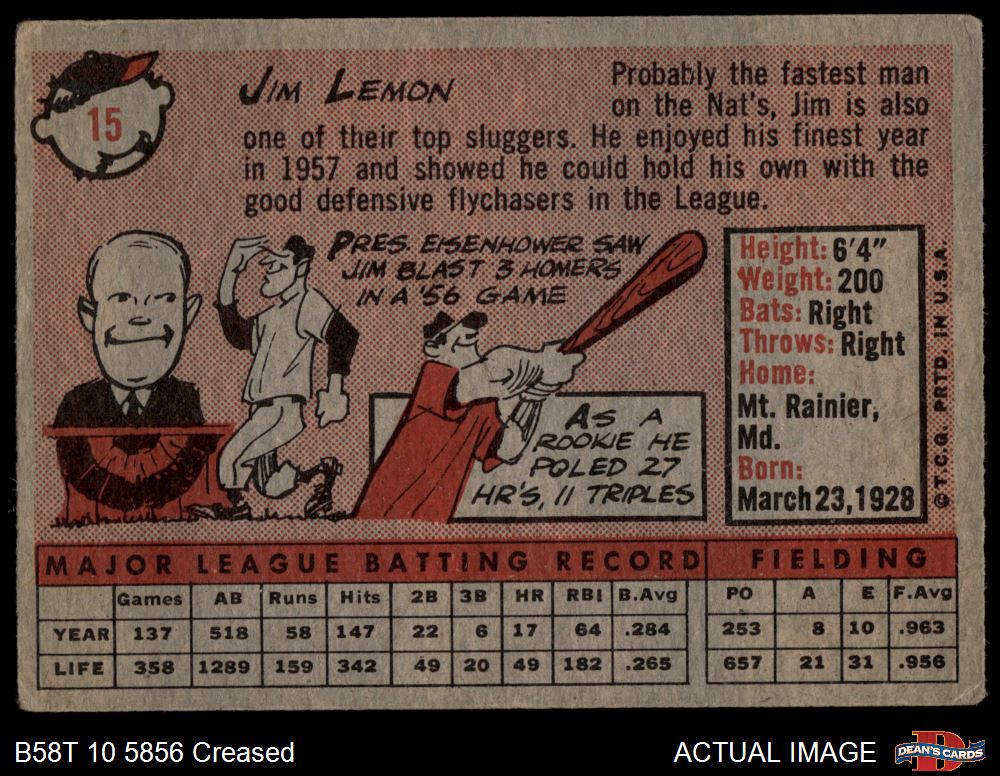 15
Jim Lemon
Probably the fastest man
on the Nat's, Jim is also
one of their top sluggers. He enjoyed his finest year
in 1957 and showed he could hold his own with the
good defensive flychasers in the League.
PRES. EISENHOWER SAW
JIM BLAST 3 HOMERS
IN A '56 GAME
AS A
ROOKIE HE
POLED 27
HR'S, 11 TRIPLES
Height: 6'4"
Weight: 200
Bats: Right
Throws: Right
Home:
Mt. Rainier,
Md.
Born:
March 23, 1928
© T.C.G. PRTD. IN U.S.A.
MAJOR LEAGUE BATTING RECORD FIELDING
Games AB Runs Hits 2B 3B HR RBI B.Avg PO A E F.Avg
YEAR 137 518 58 147 22 6 17 64 .284 253 8 10 .963
LIFE 358 1289 159 342 49 20 49 182 .265 657 21 31 .956
B58T 10 5856 Creased
ACTUAL IMAGE
DEAN'S CARDS